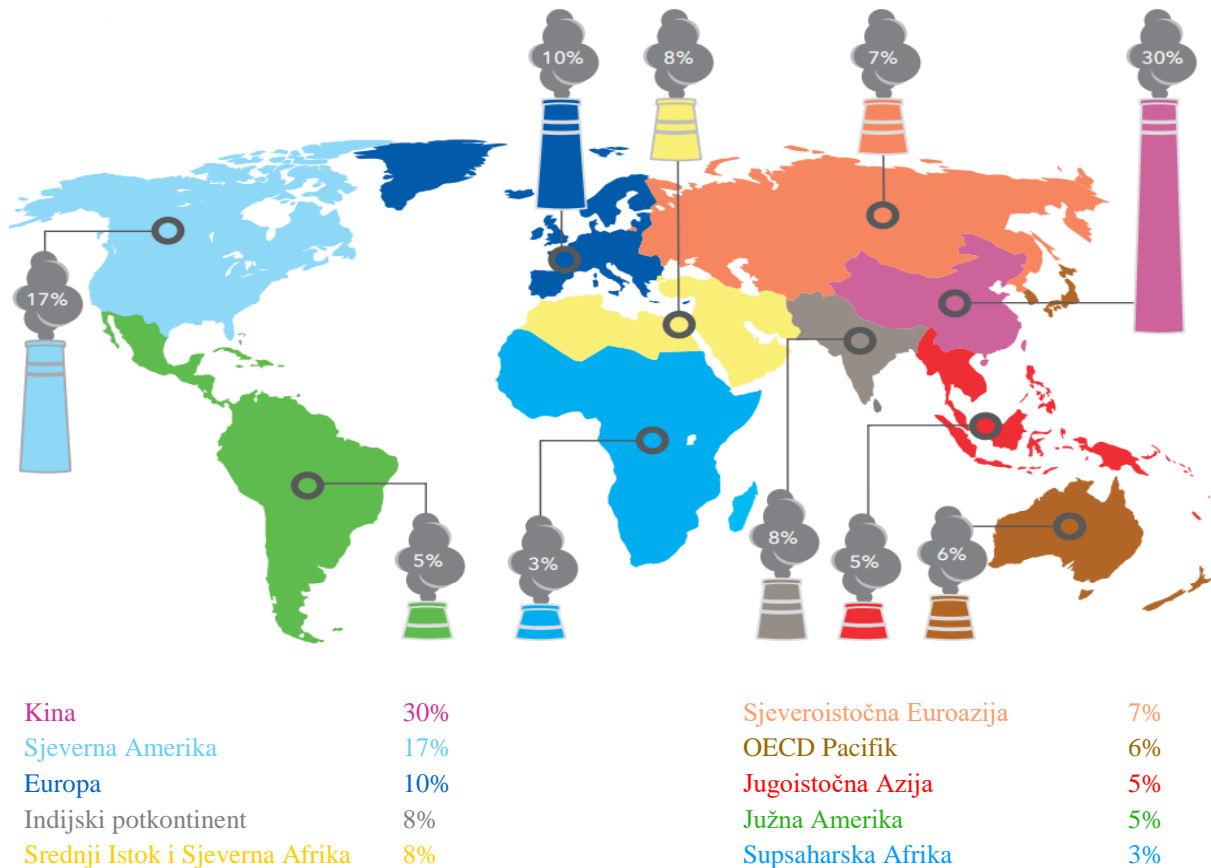 10%
8%
7%
30%
17%
5%
3%
8%
5%
6%
Kina 30%
Sjeverna Amerika 17%
Europa 10%
Indijski potkontinent 8%
Srednji Istok i Sjeverna Afrika 8%
Sjeveroistočna Euroazija 7%
OECD Pacifik 6%
Jugoistočna Azija 5%
Južna Amerika 5%
Supsaharska Afrika 3%